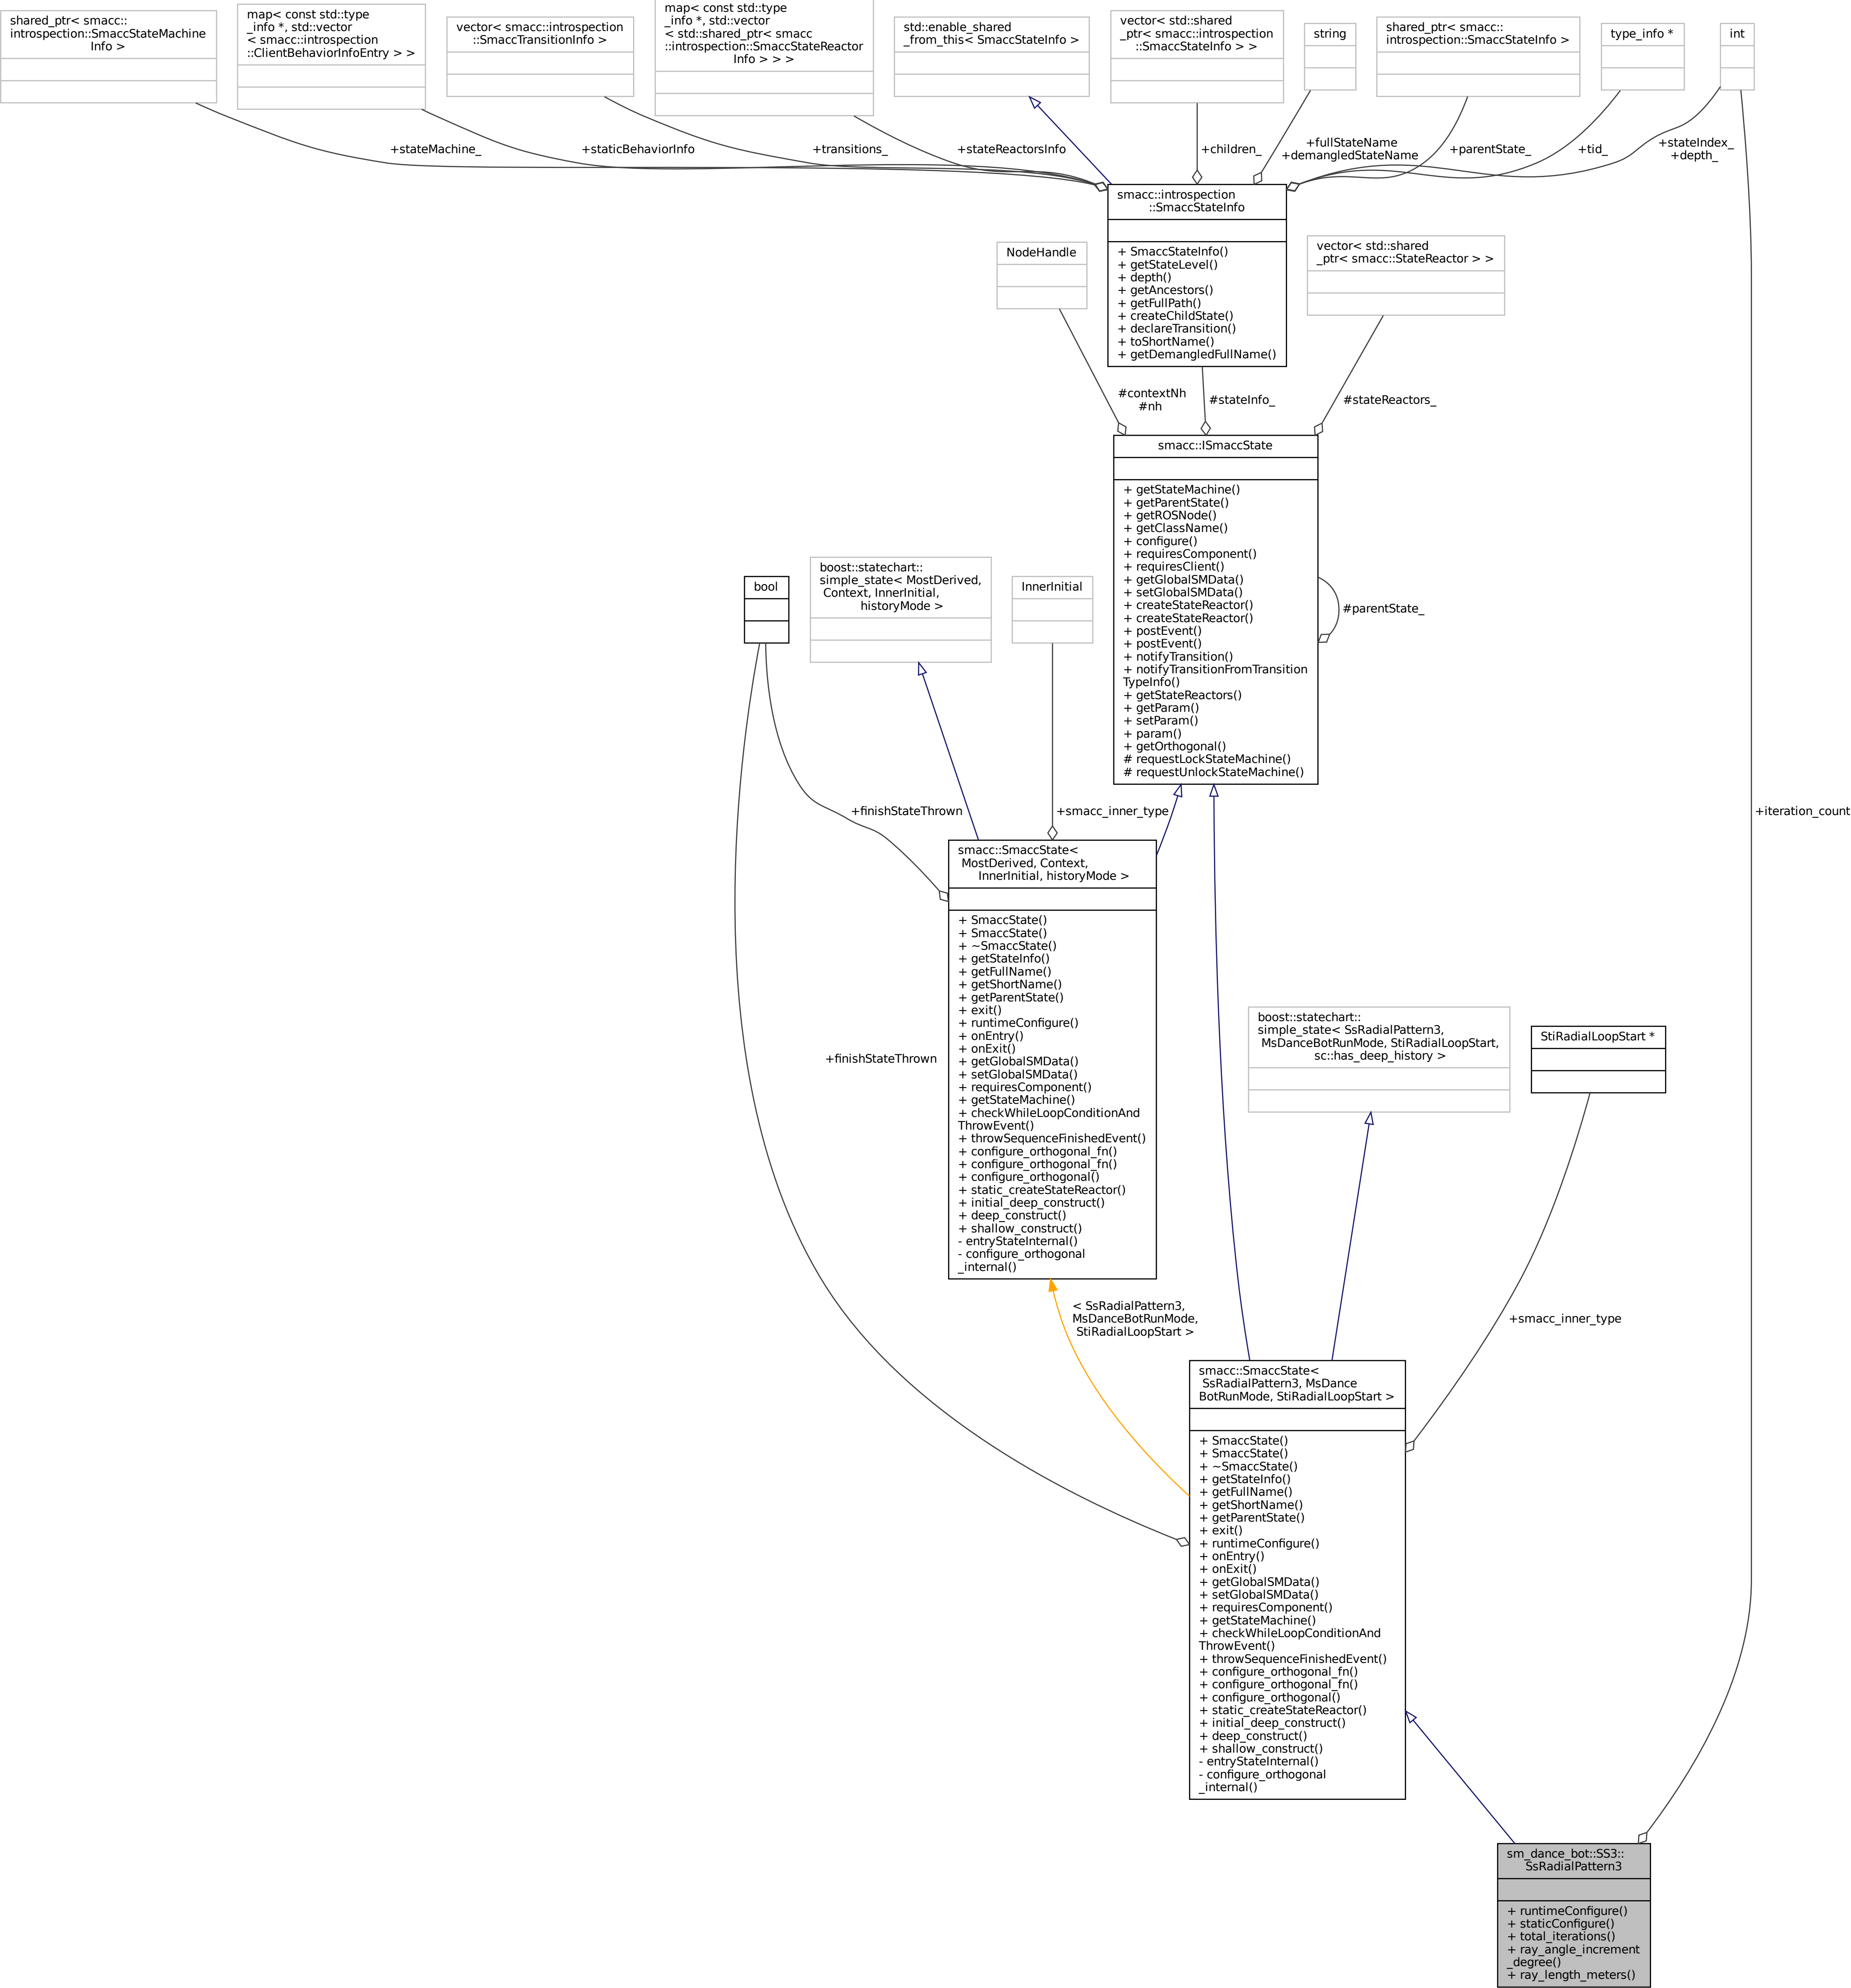 shared_ptr< smacc::
introspection::SmaccStateMachine
Info >
map< const std::type
_info *, std::vector
< smacc::introspection
::ClientBehaviorInfoEntry > >
vector< smacc::introspection
::SmaccTransitionInfo >
map< const std::type
_info *, std::vector
< std::shared_ptr< smacc
::introspection::SmaccStateReactor
Info > > >
std::enable_shared
_from_this< SmaccStateInfo >
vector< std::shared
_ptr< smacc::introspection
::SmaccStateInfo > >
string
shared_ptr< smacc::
introspection::SmaccStateInfo >
type_info *
int
+stateMachine_
+staticBehaviorInfo
+transitions_
+stateReactorsInfo
+children_
+fullStateName
+demangledStateName
+parentState_
+tid_
+stateIndex_
+depth_
smacc::introspection
::SmaccStateInfo
+ SmaccStateInfo()
+ getStateLevel()
+ depth()
+ getAncestors()
+ getFullPath()
+ createChildState()
+ declareTransition()
+ toShortName()
+ getDemangledFullName()
NodeHandle
vector< std::shared
_ptr< smacc::StateReactor > >
#contextNh
#nh
#stateInfo_
#stateReactors_
smacc::ISmaccState
+ getStateMachine()
+ getParentState()
+ getROSNode()
+ getClassName()
+ configure()
+ requiresComponent()
+ requiresClient()
+ getGlobalSMData()
+ setGlobalSMData()
+ createStateReactor()
+ createStateReactor()
+ postEvent()
+ postEvent()
+ notifyTransition()
+ notifyTransitionFromTransition
TypeInfo()
+ getStateReactors()
+ getParam()
+ setParam()
+ param()
+ getOrthogonal()
# requestLockStateMachine()
# requestUnlockStateMachine()
#parentState_
bool
boost::statechart::
simple_state< MostDerived,
Context, InnerInitial,
historyMode >
InnerInitial
+finishStateThrown
+smacc_inner_type
+iteration_count
smacc::SmaccState<
MostDerived, Context,
InnerInitial, historyMode >
+ SmaccState()
+ SmaccState()
+ ~SmaccState()
+ getStateInfo()
+ getFullName()
+ getShortName()
+ getParentState()
+ exit()
+ runtimeConfigure()
+ onEntry()
+ onExit()
+ getGlobalSMData()
+ setGlobalSMData()
+ requiresComponent()
+ getStateMachine()
+ checkWhileLoopConditionAnd
ThrowEvent()
+ throwSequenceFinishedEvent()
+ configure_orthogonal_fn()
+ configure_orthogonal_fn()
+ configure_orthogonal()
+ static_createStateReactor()
+ initial_deep_construct()
+ deep_construct()
+ shallow_construct()
- entryStateInternal()
- configure_orthogonal
_internal()
+finishStateThrown
boost::statechart::
simple_state< SsRadialPattern3,
MsDanceBotRunMode, StiRadialLoopStart,
sc::has_deep_history >
StiRadialLoopStart *
< SsRadialPattern3,
MsDanceBotRunMode,
StiRadialLoopStart >
+smacc_inner_type
smacc::SmaccState<
SsRadialPattern3, MsDance
BotRunMode, StiRadialLoopStart >
+ SmaccState()
+ SmaccState()
+ ~SmaccState()
+ getStateInfo()
+ getFullName()
+ getShortName()
+ getParentState()
+ exit()
+ runtimeConfigure()
+ onEntry()
+ onExit()
+ getGlobalSMData()
+ setGlobalSMData()
+ requiresComponent()
+ getStateMachine()
+ checkWhileLoopConditionAnd
ThrowEvent()
+ throwSequenceFinishedEvent()
+ configure_orthogonal_fn()
+ configure_orthogonal_fn()
+ configure_orthogonal()
+ static_createStateReactor()
+ initial_deep_construct()
+ deep_construct()
+ shallow_construct()
- entryStateInternal()
- configure_orthogonal
_internal()
sm_dance_bot::SS3::
SsRadialPattern3
+ runtimeConfigure()
+ staticConfigure()
+ total_iterations()
+ ray_angle_increment
_degree()
+ ray_length_meters()